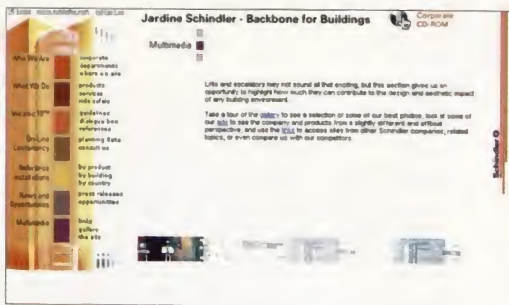 Jardine Schindler - Backbone for Buildings
Corporate
CD-ROM
Multimedia
Who We Are
corporate
departments
where we are
What We Do
products
services
ride safely
guidance
dialogue box
references
On-Line
Consultancy
planning data
consult us
Reference
Installations
by product
by building
by country
News and
Opportunities
press releases
opportunities
Multimedia
links
gallery
the ads
Lifts and escalators may not sound all that exciting, but this section gives us an
opportunity to highlight how much they can contribute to the design and aesthetic impact
of any building environment.
Take a tour of the gallery to see a selection of some of our best photos, look at some of
our ads to see the company and products from a slightly different and offbeat
perspective, and use the links to access sites from other Schindler companies, related
topics, or even compare us with our competitors.
Schindler